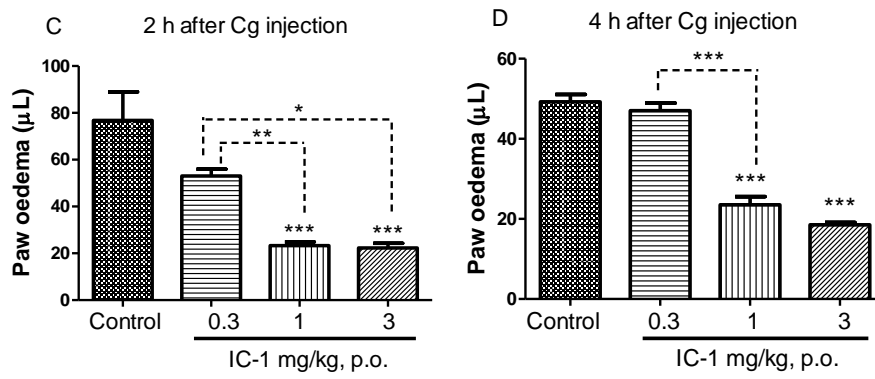 C 2 h after Cg injection
Paw oedema (μL)
100
80
60
40
20
0
*
**
***
***
Control 0.3 1 3
IC-1 mg/kg, p.o.
D 4 h after Cg injection
Paw oedema (μL)
60
40
20
0
***
***
***
Control 0.3 1 3
IC-1 mg/kg, p.o.